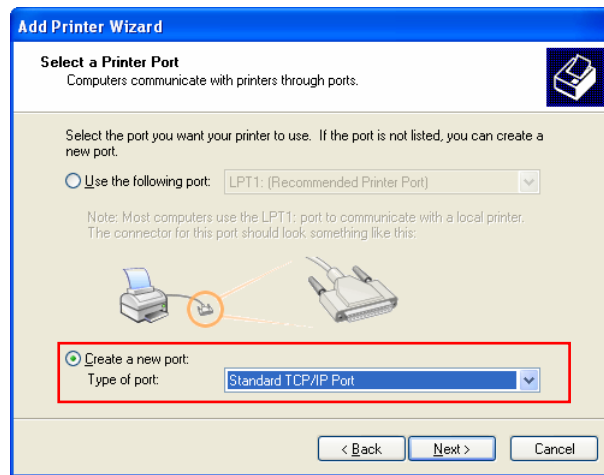 Add Printer Wizard
Select a Printer Port
Computers communicate with printers through ports.
Select the port you want your printer to use. If the port is not listed, you can create a
new port.
Use the following port: LPT1: (Recommended Printer Port)
Note: Most computers use the LPT1: port to communicate with a local printer.
The connector for this port should look something like this:
Create a new port:
Type of port: Standard TCP/IP Port
< Back Next > Cancel